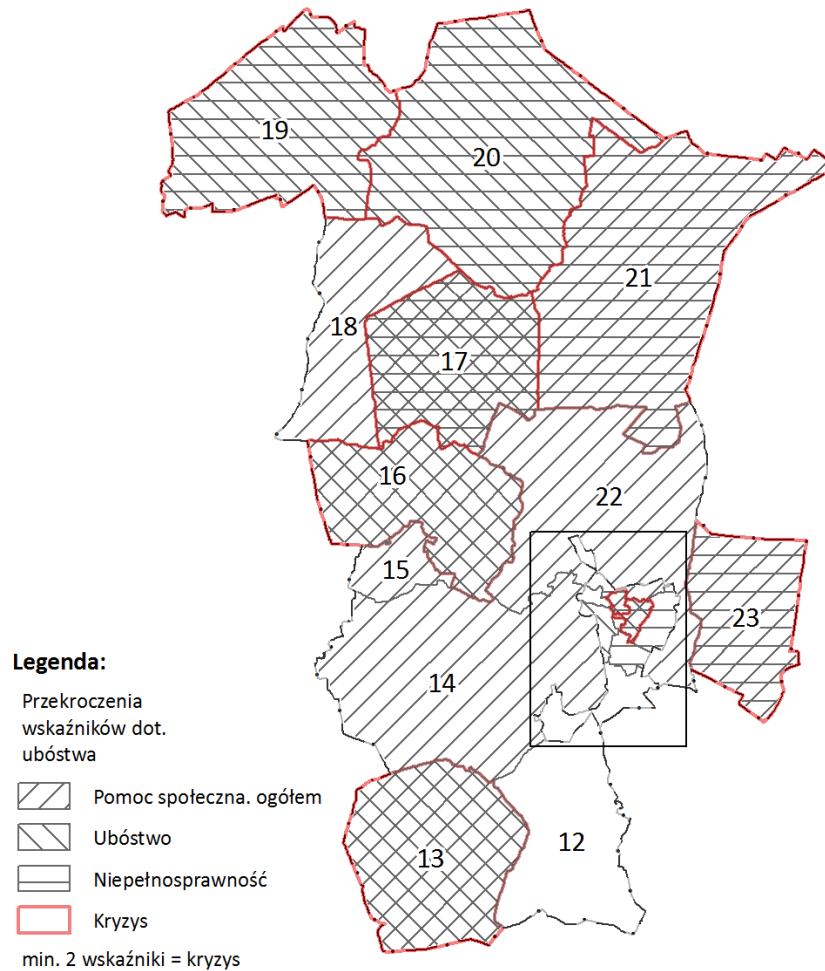 19
20
21
18
17
16
22
15
23
14
13
12
Legenda:
Przekroczenia
wskaźników dot.
ubóstwa
Pomoc społeczna. ogółem
Ubóstwo
Niepełnosprawność
Kryzys
min. 2 wskaźniki = kryzys